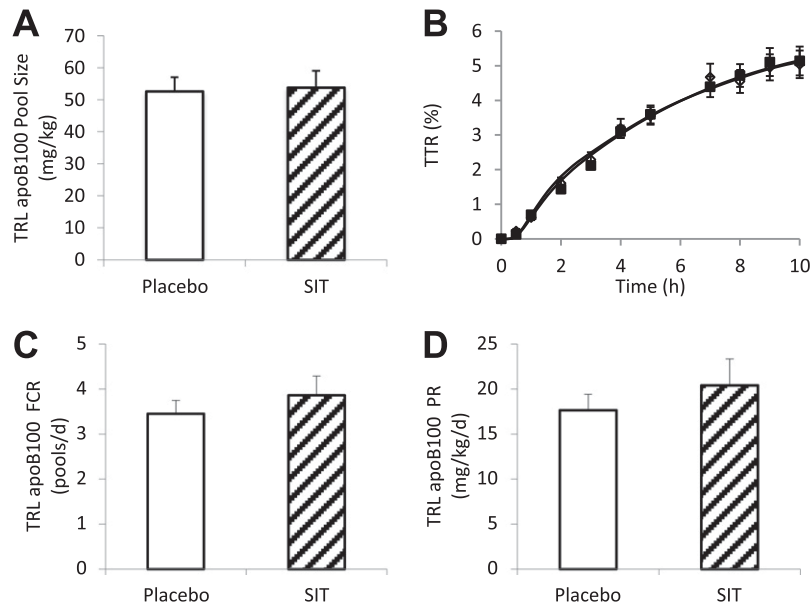 A
TRL apoB100 Pool Size
(mg/kg)
70
60
50
40
30
20
10
0
Placebo
SIT
B
TTR (%)
6
5
4
3
2
1
0
0
2
4
6
8
10
Time (h)
C
TRL apoB100 FCR
(pools/d)
5
4
3
2
1
0
Placebo
SIT
D
TRL apoB100 PR
(mg/kg/d)
25
20
15
10
5
0
Placebo
SIT